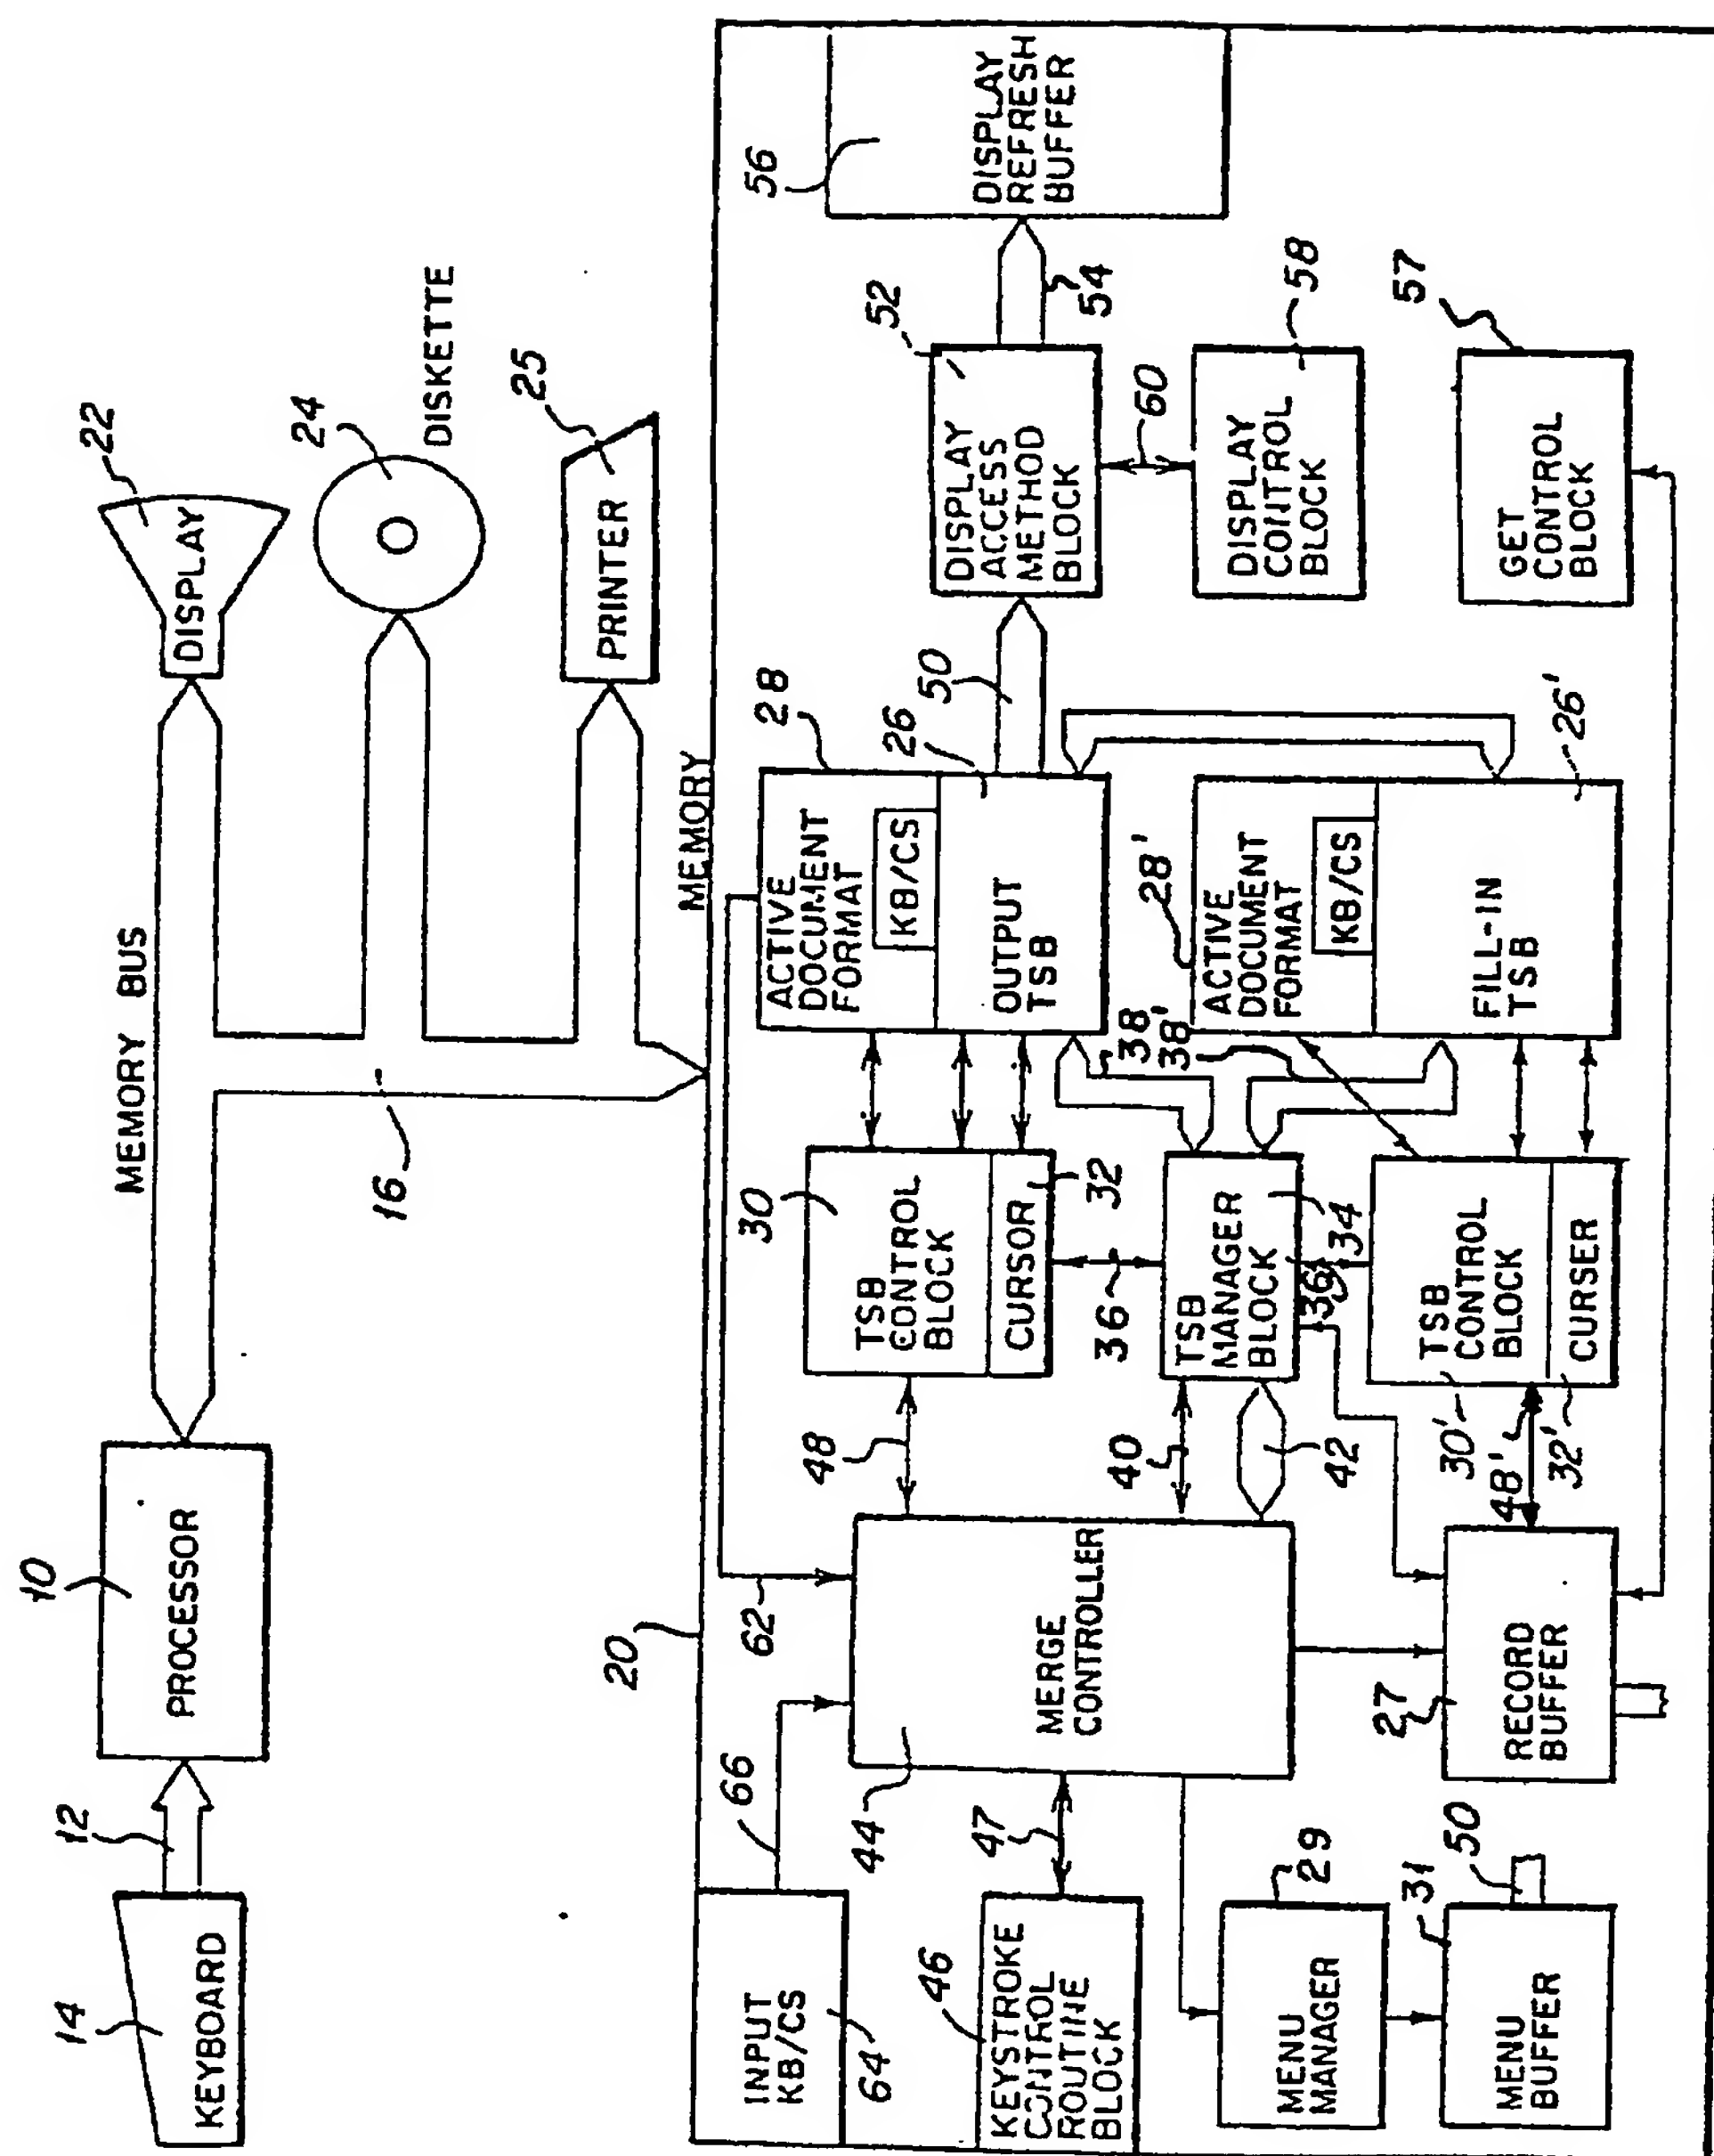 14
KEYBOARD
12
10
PROCESSOR
MEMORY BUS
16
22
DISPLAY
24
DISKETTE
25
PRINTER
20
MEMORY
INPUT
KB/CS
64
66
62
46
KEYSTROKE
CONTROL
ROUTINE
BLOCK
47
44
MERGE
CONTROLLER
48
40
42
MENU
MANAGER
29
31
MENU
BUFFER
50
27
RECORD
BUFFER
48'
30
TSB
CONTROL
BLOCK
CURSOR
32
36
TSB
MANAGER
BLOCK
34
36'
TSB
CONTROL
BLOCK
CURSER
30'
32'
38
38'
28
ACTIVE
DOCUMENT
FORMAT
KB/CS
OUTPUT
TSB
26
28'
ACTIVE
DOCUMENT
FORMAT
KB/CS
FILL-IN
TSB
26'
50
52
DISPLAY
ACCESS
METHOD
BLOCK
54
56
DISPLAY
REFRESH
BUFFER
60
DISPLAY
CONTROL
BLOCK
58
GET
CONTROL
BLOCK
57